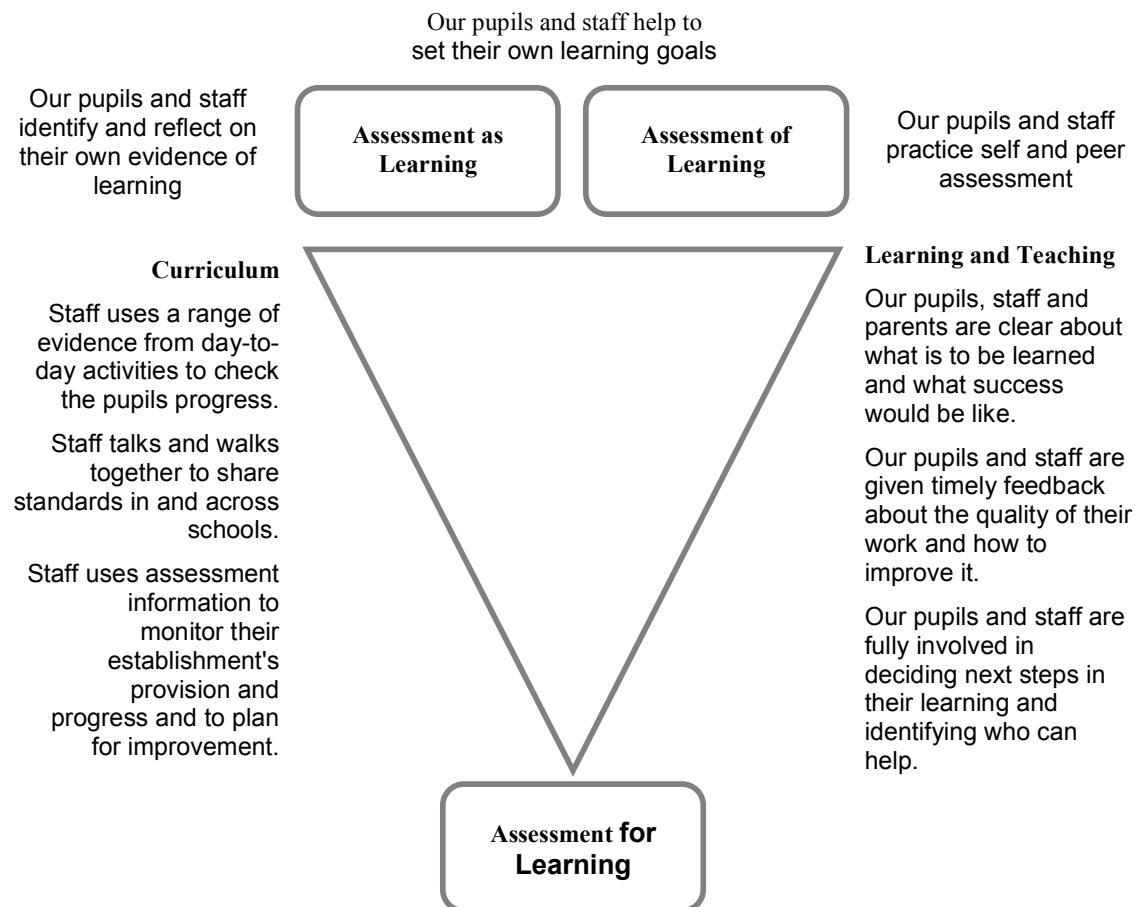 Our pupils and staff help to
set their own learning goals
Our pupils and staff
identify and reflect on
their own evidence of
learning
Assessment as
Learning
Assessment of
Learning
Our pupils and staff
practice self and peer
assessment
Curriculum
Staff uses a range of
evidence from day-to-
day activities to check
the pupils progress.
Staff talks and walks
together to share
standards in and across
schools.
Staff uses assessment
information to
monitor their
establishment's
provision and
progress and to plan
for improvement.
Learning and Teaching
Our pupils, staff and
parents are clear about
what is to be learned
and what success
would be like.
Our pupils and staff are
given timely feedback
about the quality of their
work and how to
improve it.
Our pupils and staff are
fully involved in
deciding next steps in
their learning and
identifying who can
help.
Assessment for
Learning